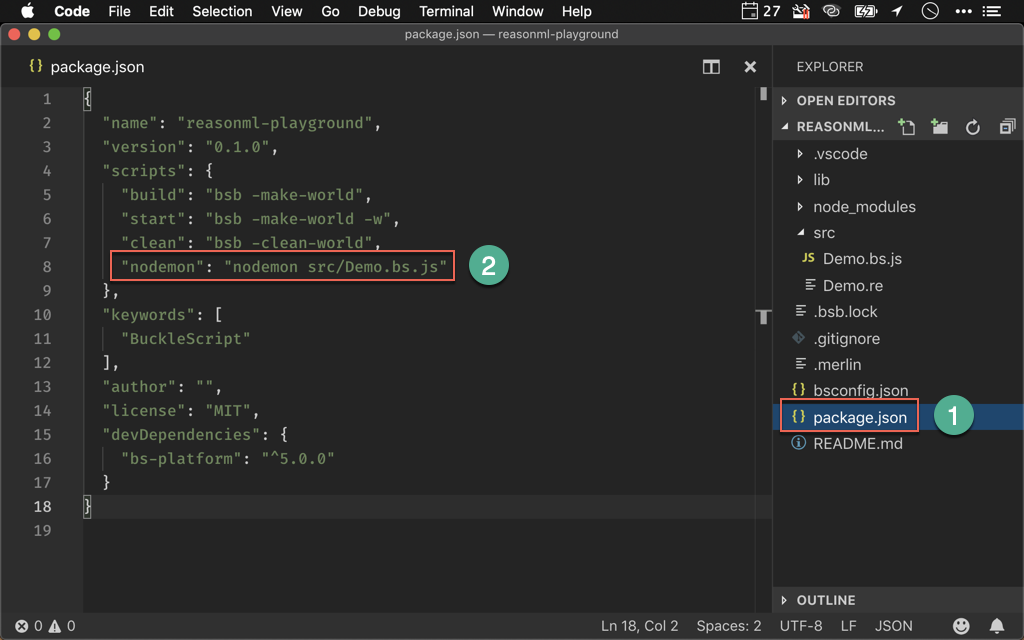 Code File Edit Selection View Go Debug Terminal Window Help 27
package.json — reasonml-playground
{} package.json
1 {
2 "name": "reasonml-playground",
3 "version": "0.1.0",
4 "scripts": {
5 "build": "bsb -make-world",
6 "start": "bsb -make-world -w",
7 "clean": "bsb -clean-world",
8 "nodemon": "nodemon src/Demo.bs.js"
2
9 },
10 "keywords": [
11 "BuckleScript"
12 ],
13 "author": "",
14 "license": "MIT",
15 "devDependencies": {
16 "bs-platform": "^5.0.0"
17 }
18 }
19
EXPLORER
OPEN EDITORS
REASONML...
.vscode
lib
node_modules
src
JS Demo.bs.js
Demo.re
.bsb.lock
.gitignore
.merlin
{} bsconfig.json
{} package.json
1
README.md
OUTLINE
0 0 Ln 18, Col 2 Spaces: 2 UTF-8 LF JSON